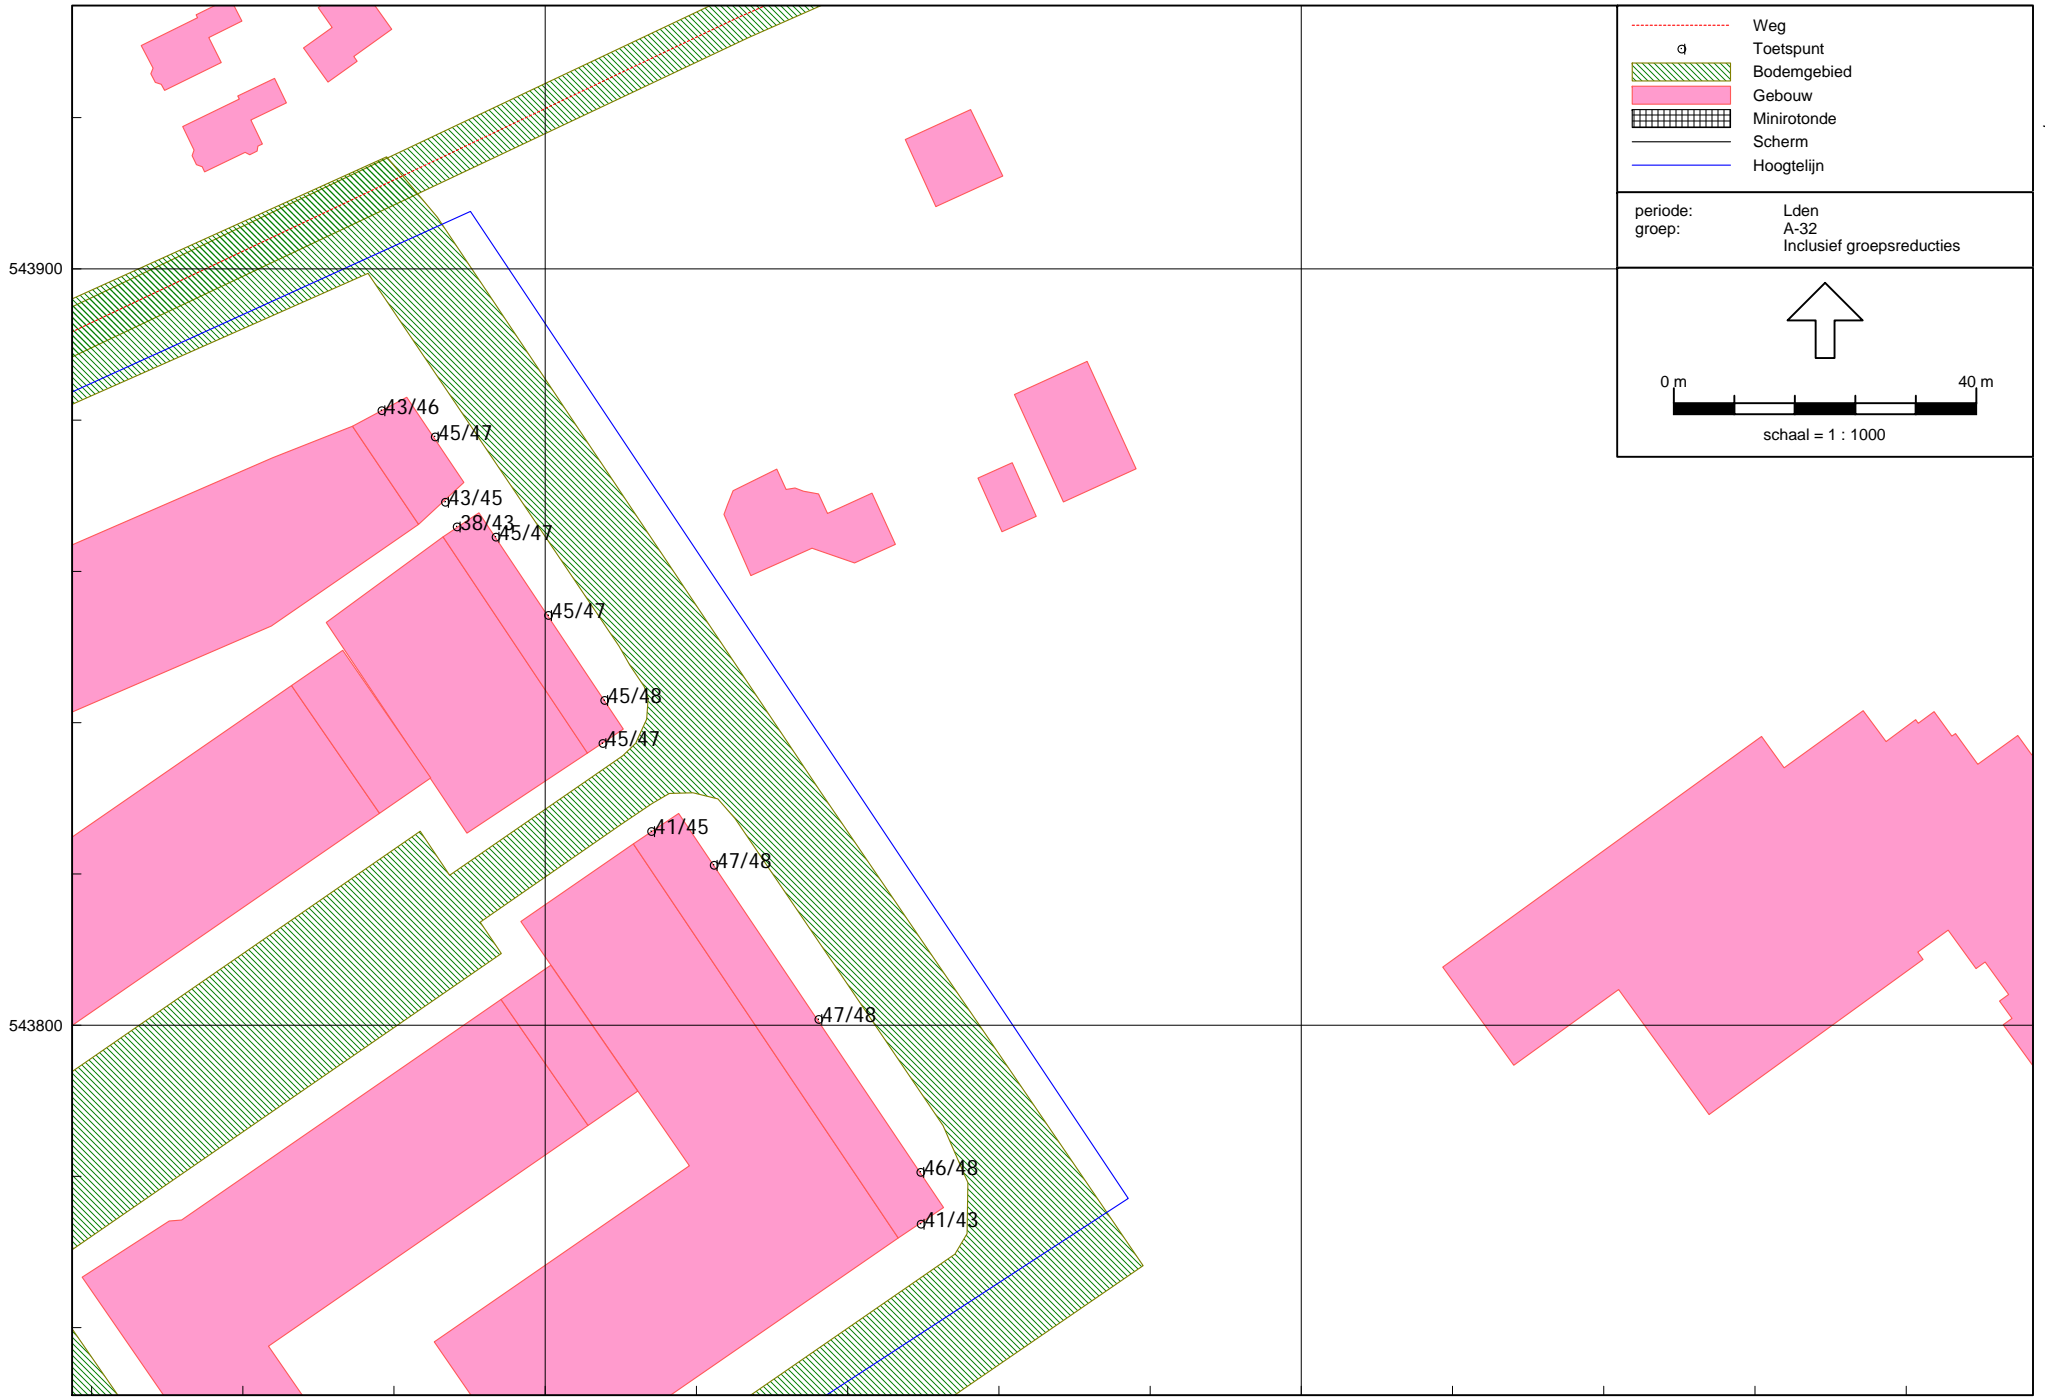 Weg
Toetspunt
Bodemgebied
Gebouw
Minirotonde
Scherm
Hoogtelijn
periode: Lden
groep: A-32
Inclusief groepsreducties
543900
0 m 40 m
schaal = 1 : 1000
43/46
45/47
43/45
38/43
45/47
45/47
45/48
45/47
41/45
47/48
543800
47/48
46/48
41/43